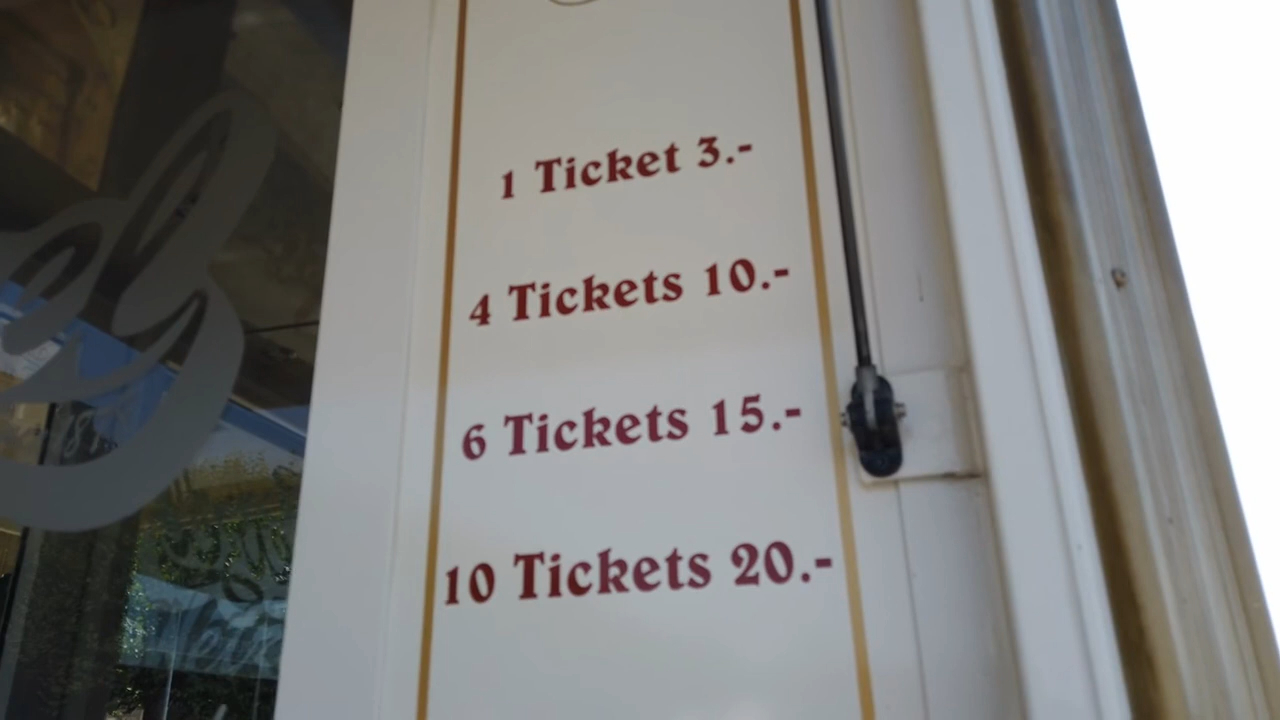 1 Ticket 3.-
4 Tickets 10.-
6 Tickets 15.-
10 Tickets 20.-